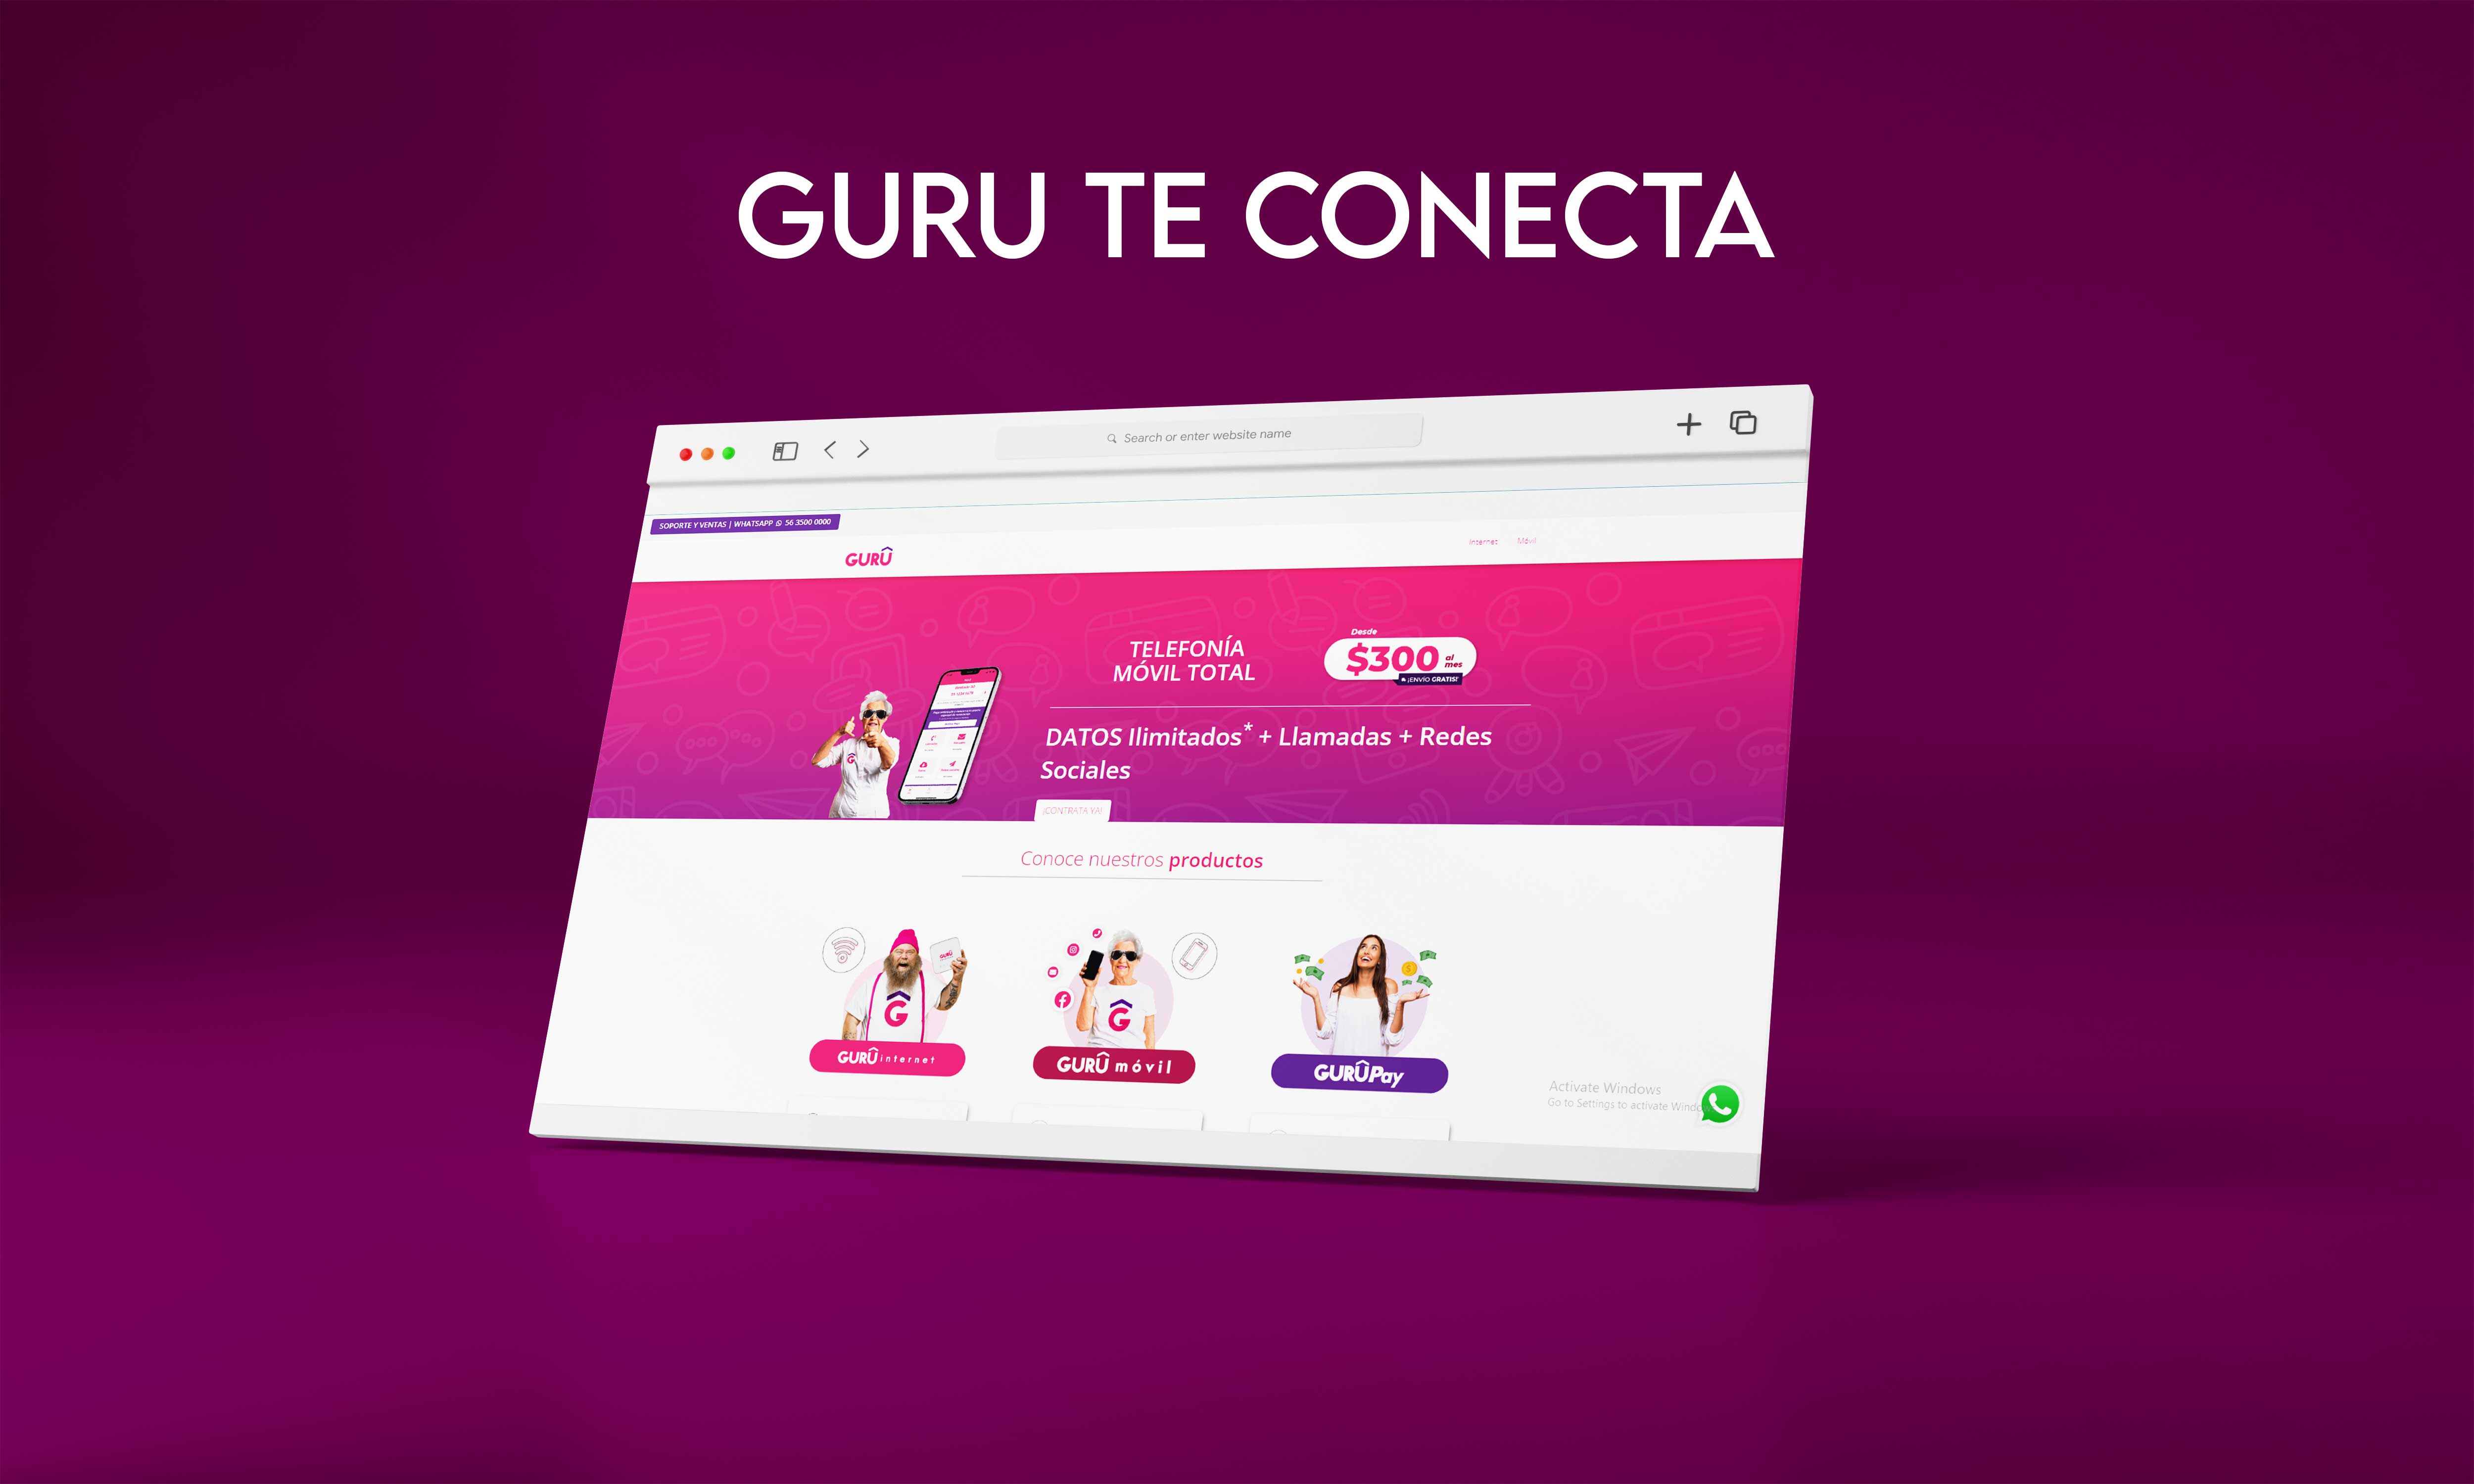 GURU TE CONECTA
Search or enter website name
SOPORTE Y VENTAS | WHATSAPP 56 3500 0000
GURÛ
Internet Móvil
TELEFONÍA
MÓVIL TOTAL
Desde
$300 al mes
¡ENVÍO GRATIS!
DATOS Ilimitados* + Llamadas + Redes
Sociales
¡CONTRATA YA!
Conoce nuestros productos
GURÛ
G
G
GURÛ internet
GURÛ móvil
GURÛPay
Activate Windows
Go to Settings to activate